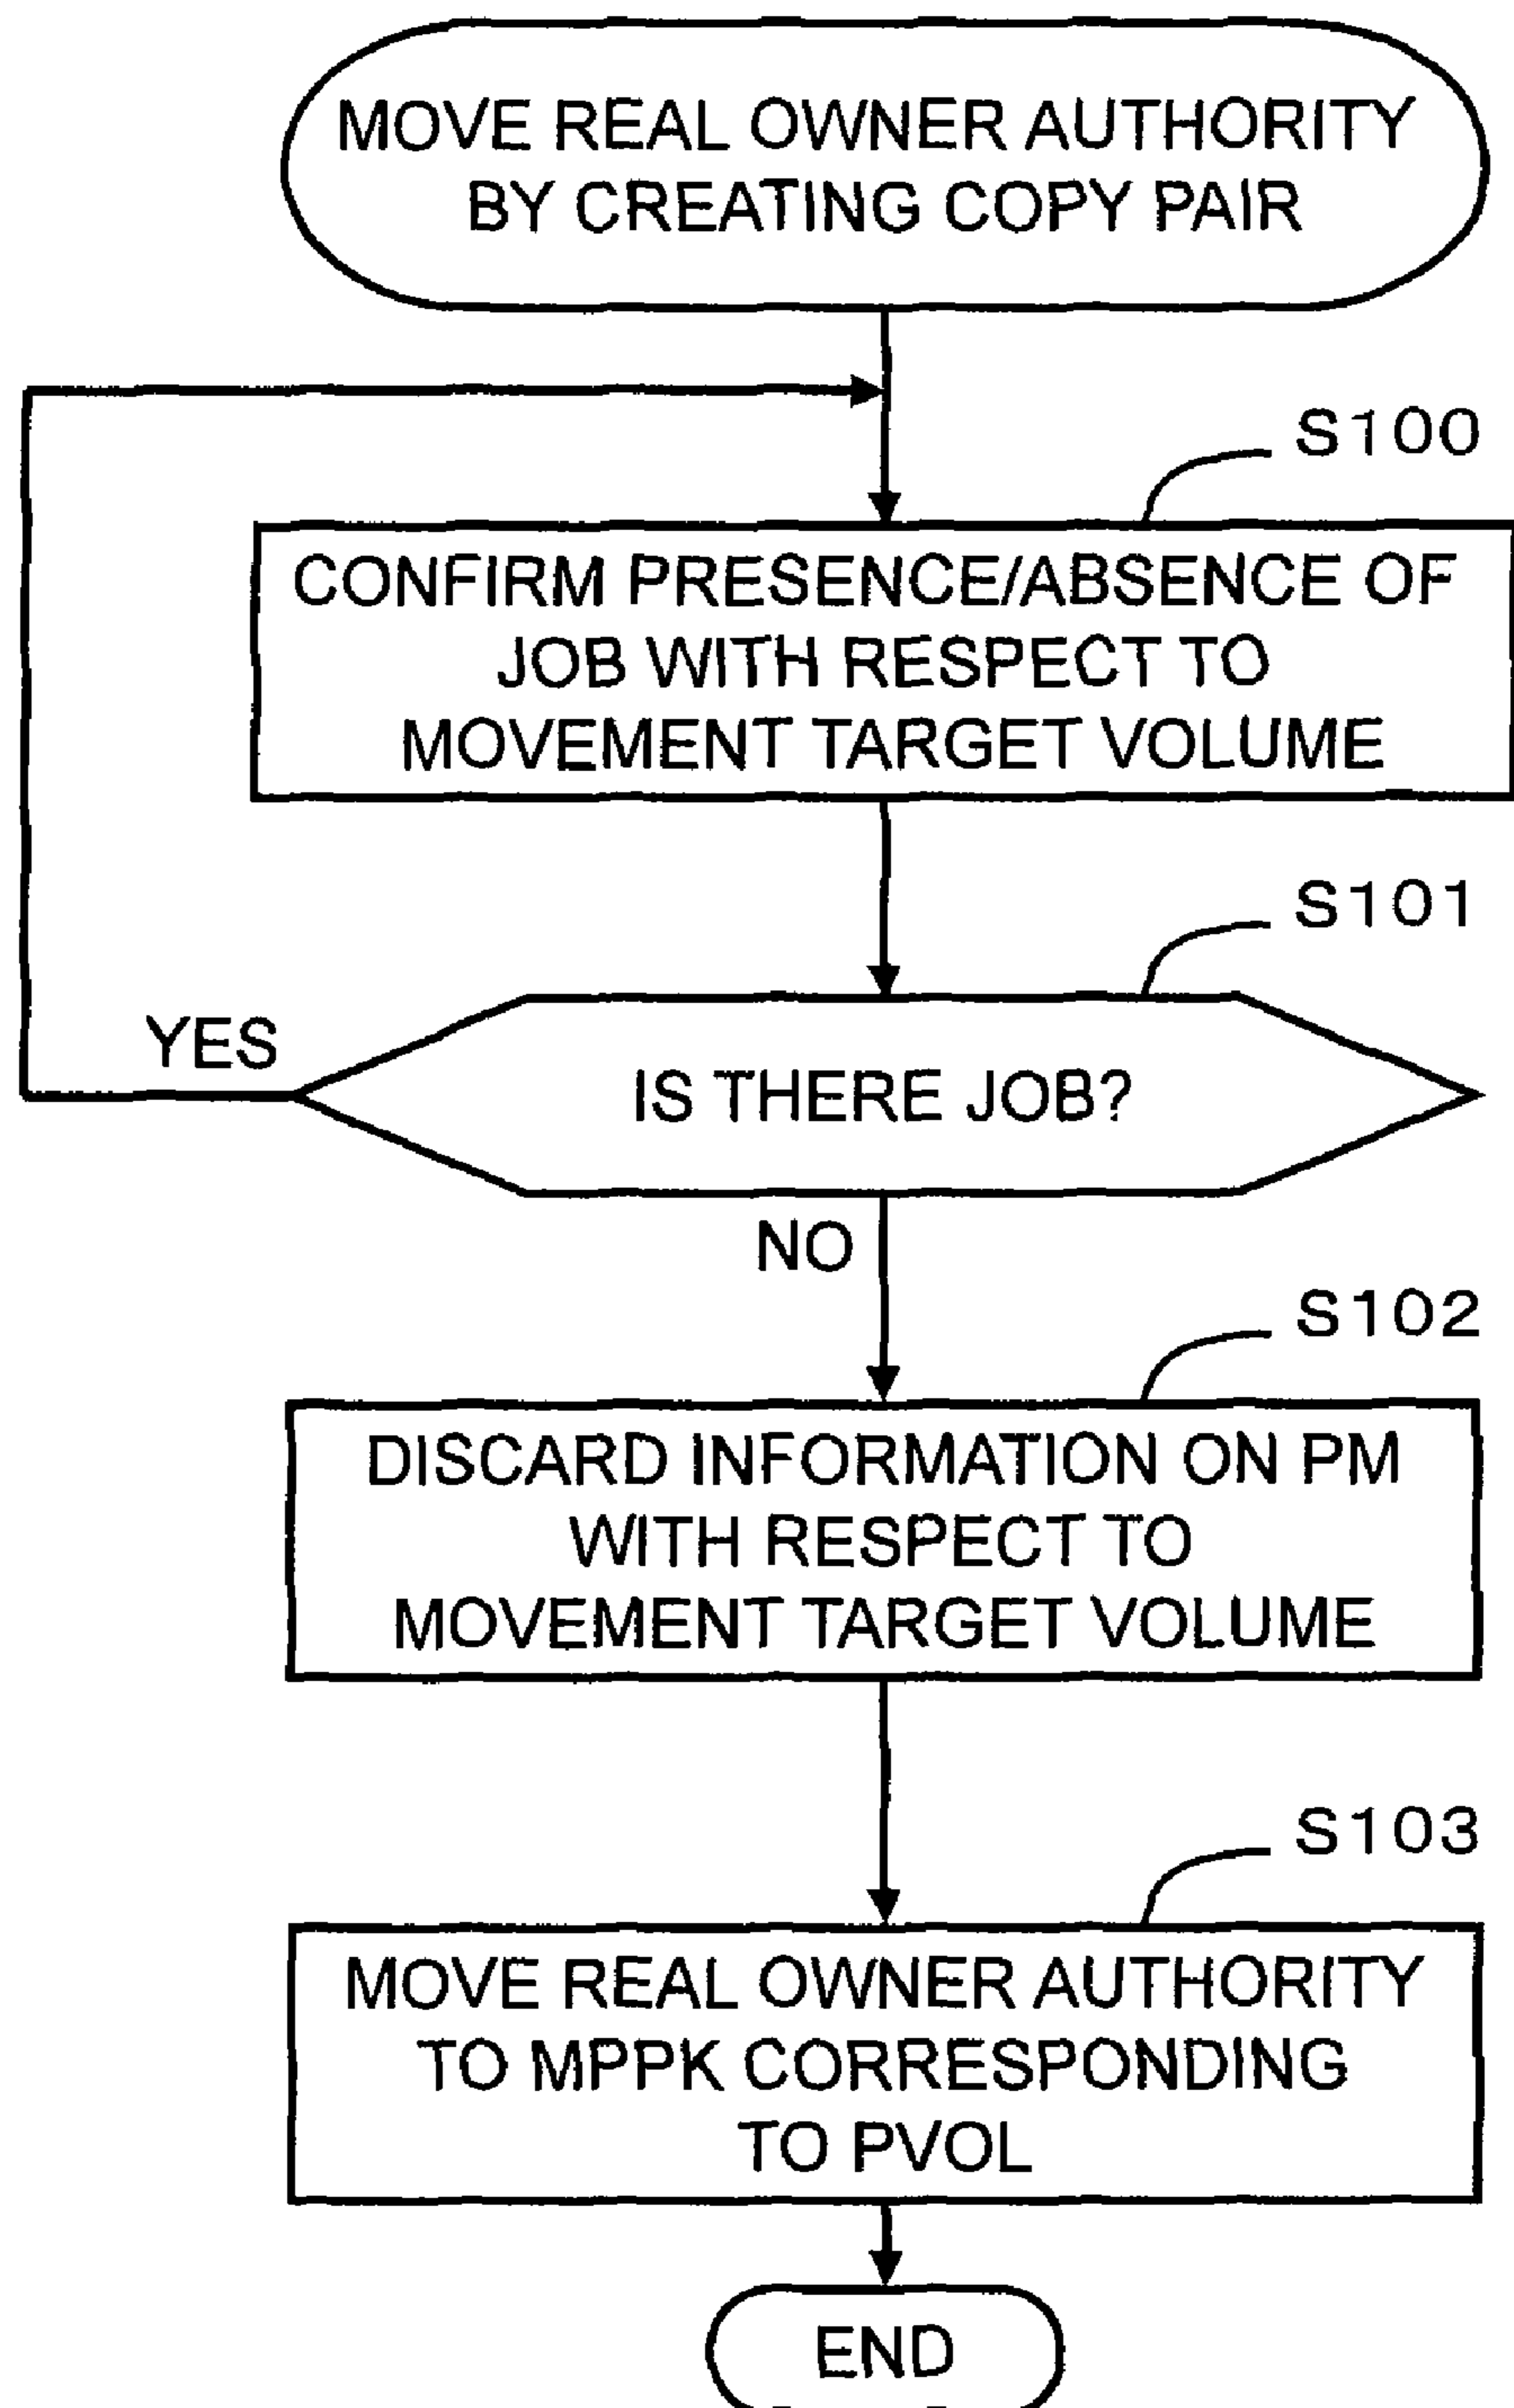 MOVE REAL OWNER AUTHORITY
BY CREATING COPY PAIR
S100
CONFIRM PRESENCE/ABSENCE OF
JOB WITH RESPECT TO
MOVEMENT TARGET VOLUME
S101
YES
IS THERE JOB?
NO
S102
DISCARD INFORMATION ON PM
WITH RESPECT TO
MOVEMENT TARGET VOLUME
S103
MOVE REAL OWNER AUTHORITY
TO MPPK CORRESPONDING
TO PVOL
END